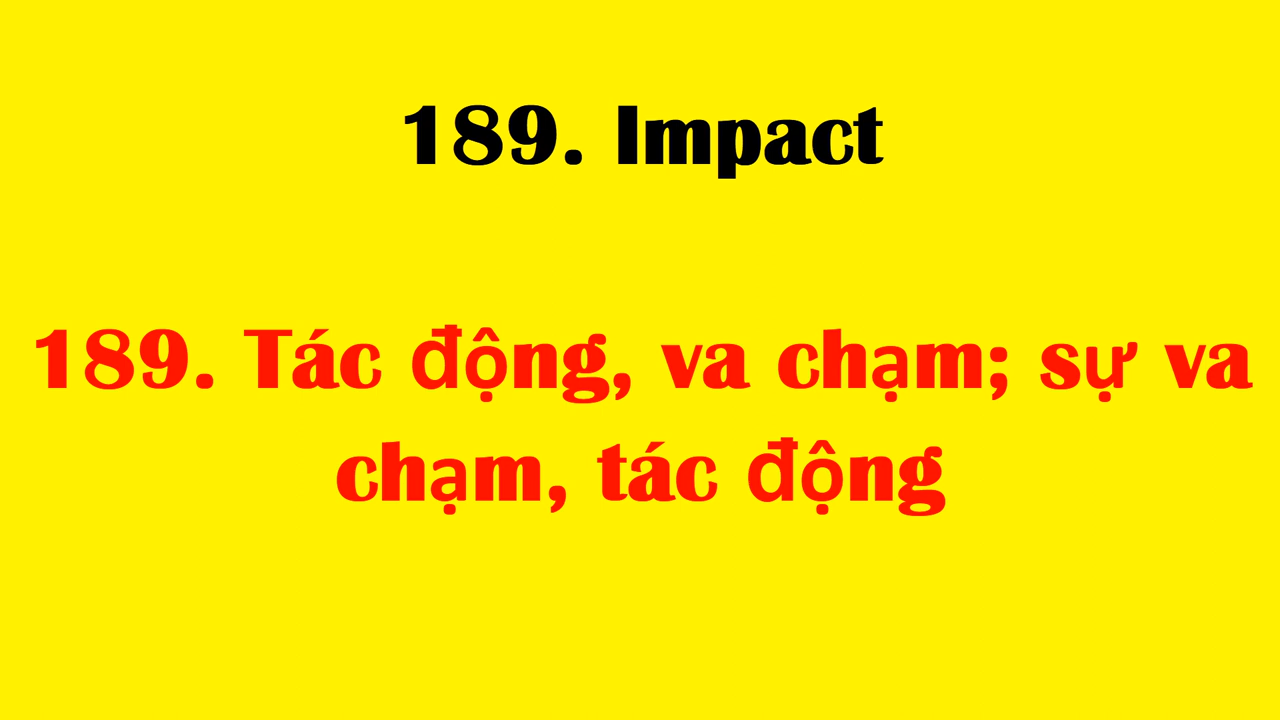 189. Impact
189. Tác động, va chạm; sự va
chạm, tác động